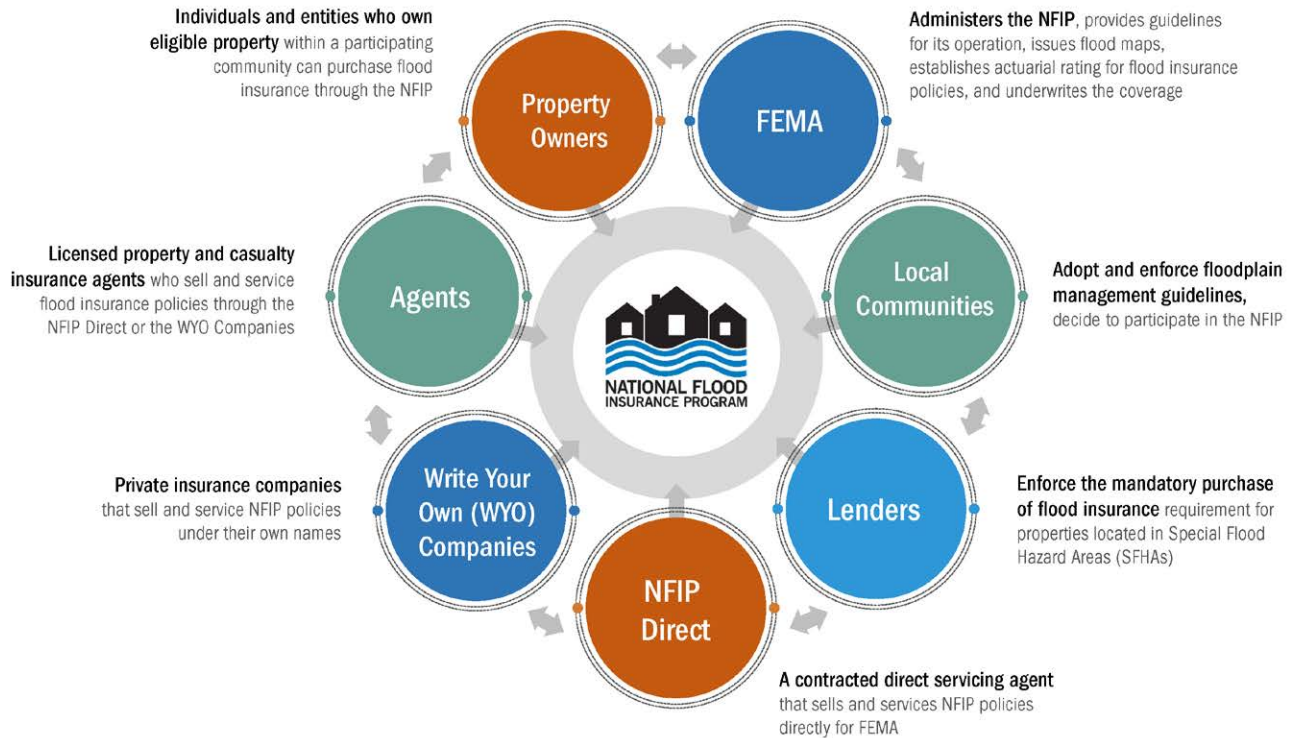 Individuals and entities who own
eligible property within a participating
community can purchase flood
insurance through the NFIP
Property
Owners
FEMA
Administers the NFIP, provides guidelines
for its operation, issues flood maps,
establishes actuarial rating for flood insurance
policies, and underwrites the coverage
Licensed property and casualty
insurance agents who sell and service
flood insurance policies through the
NFIP Direct or the WYO Companies
Agents
Local
Communities
Adopt and enforce floodplain
management guidelines,
decide to participate in the NFIP
NATIONAL FLOOD
INSURANCE PROGRAM
Private insurance companies
that sell and service NFIP policies
under their own names
Write Your
Own (WYO)
Companies
Lenders
Enforce the mandatory purchase
of flood insurance requirement for
properties located in Special Flood
Hazard Areas (SFHAs)
NFIP
Direct
A contracted direct servicing agent
that sells and services NFIP policies
directly for FEMA